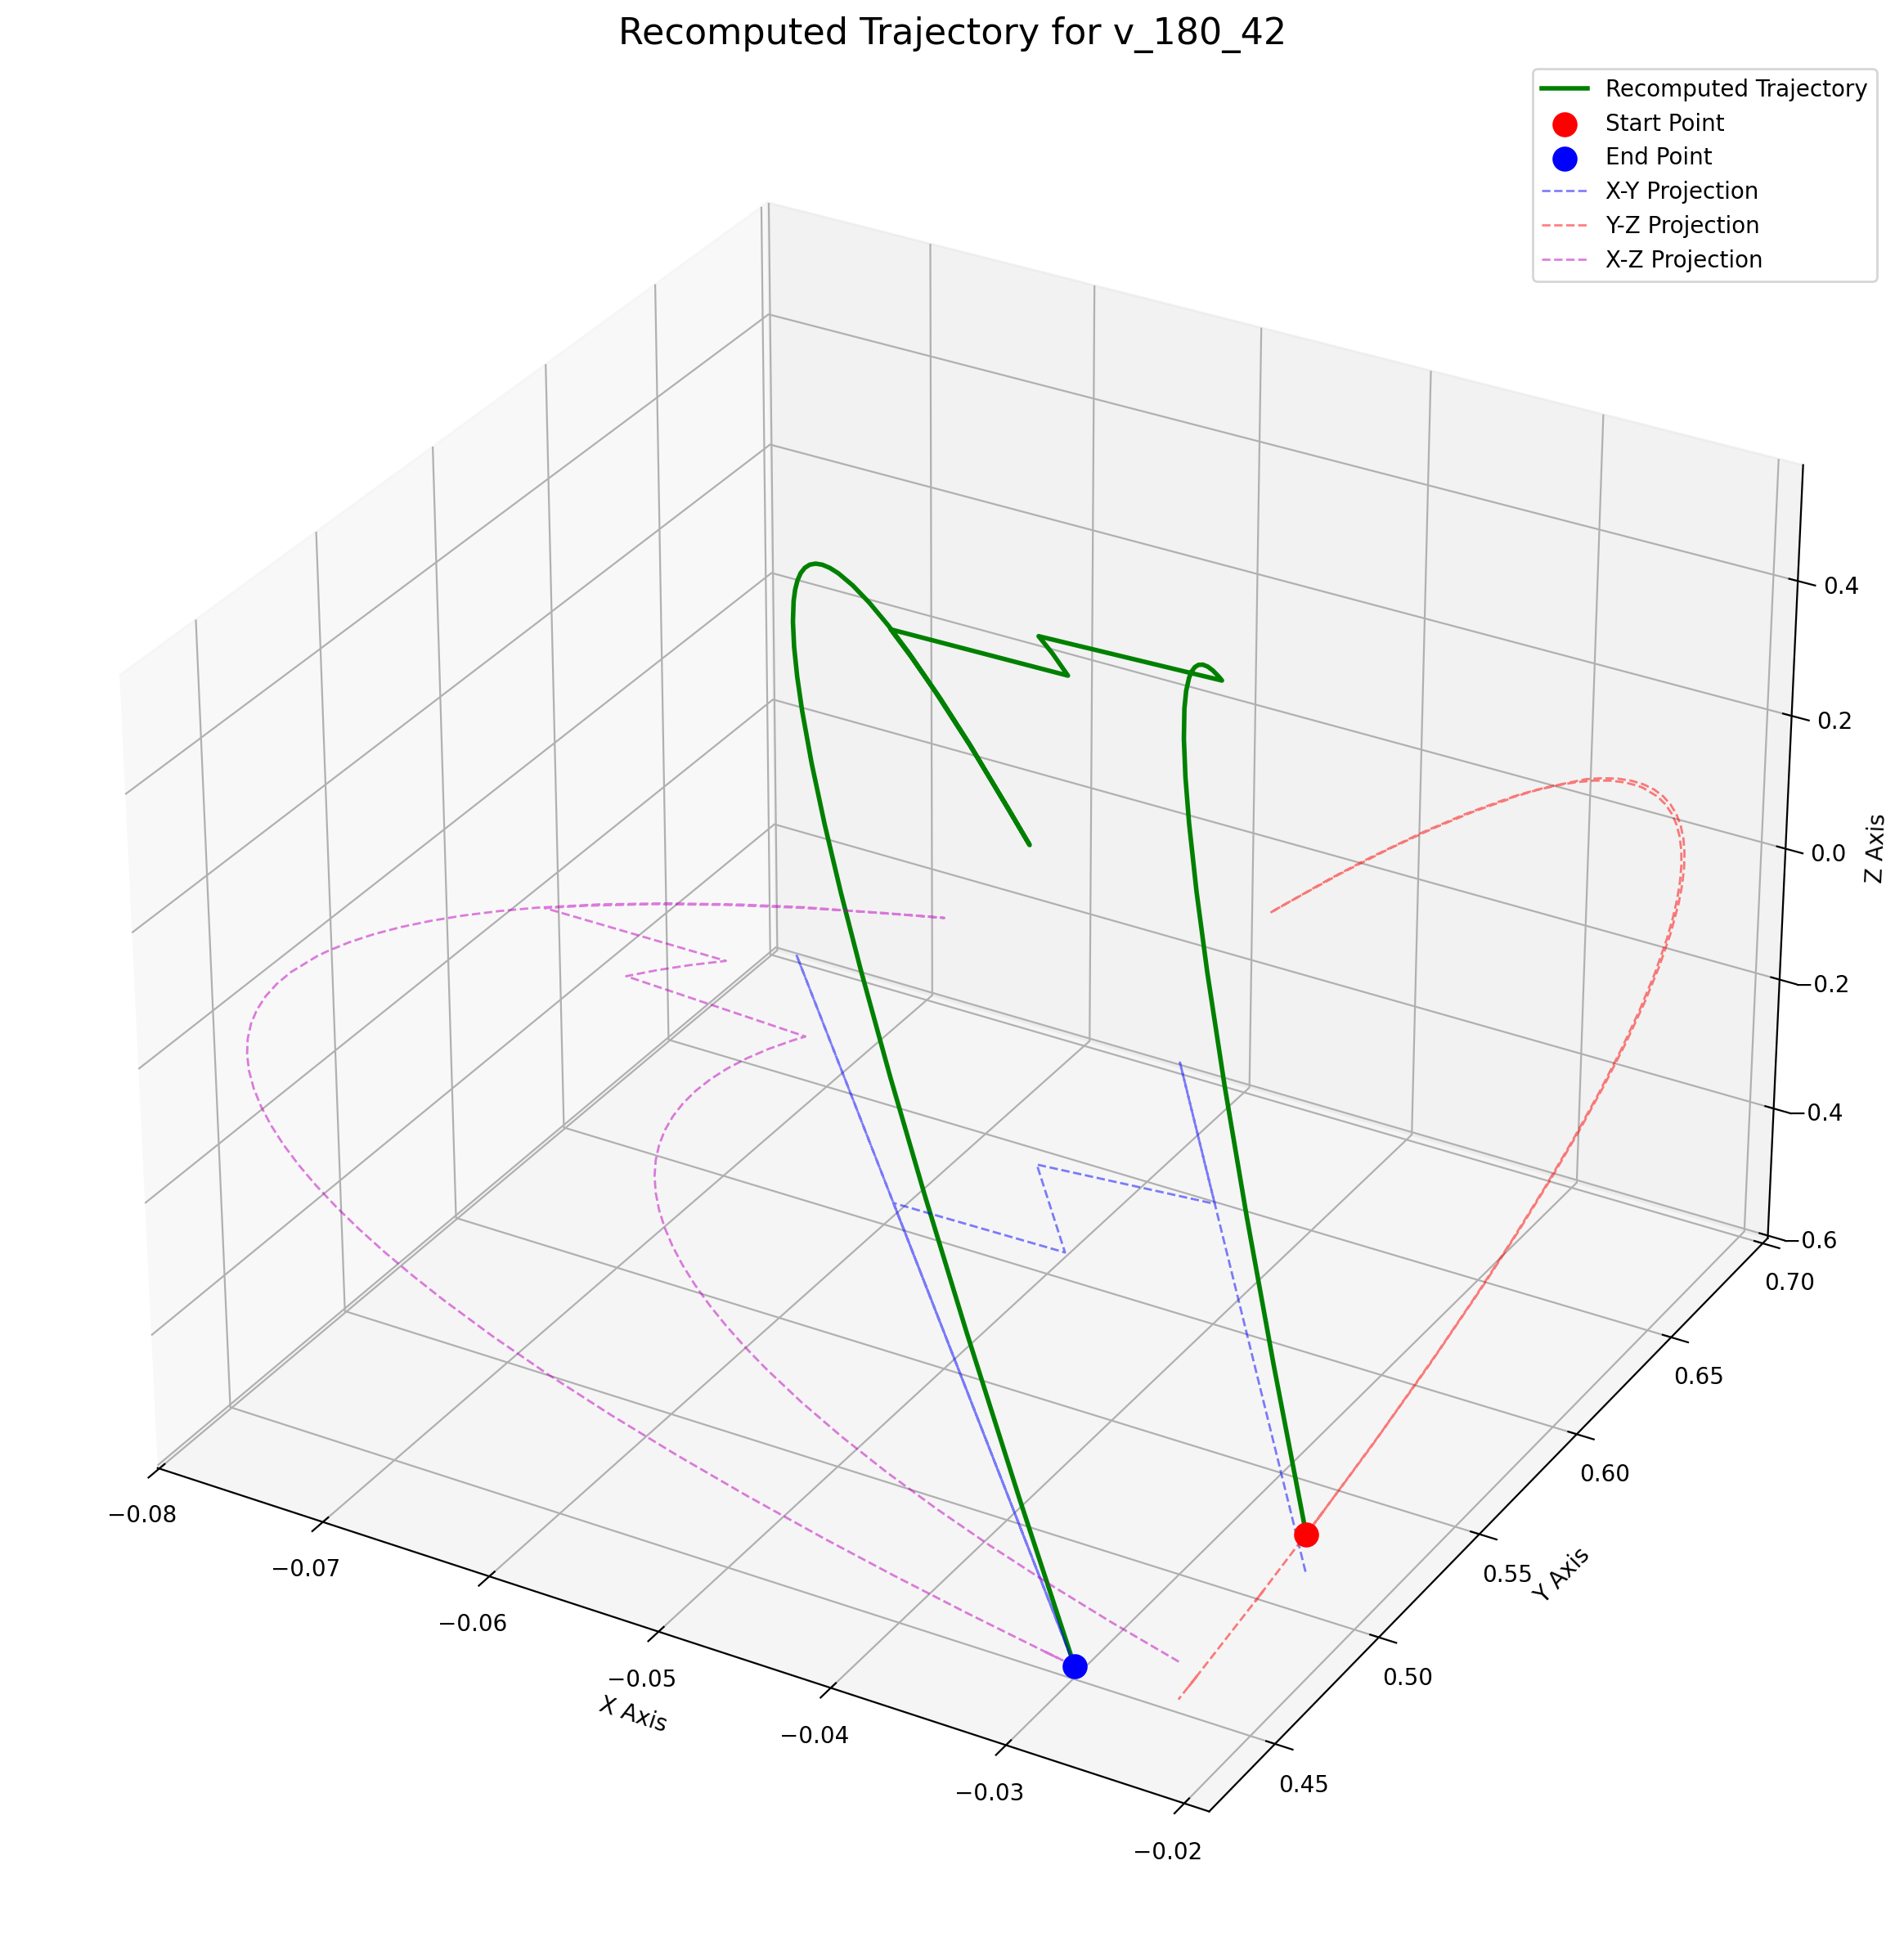 Recomputed Trajectory for v_180_42
Recomputed Trajectory
Start Point
End Point
X-Y Projection
Y-Z Projection
X-Z Projection
0.4
0.2
0.0
−0.2
−0.4
−0.6
Z Axis
0.70
0.65
0.60
0.55
0.50
0.45
Y Axis
−0.08
−0.07
−0.06
−0.05
−0.04
−0.03
−0.02
X Axis